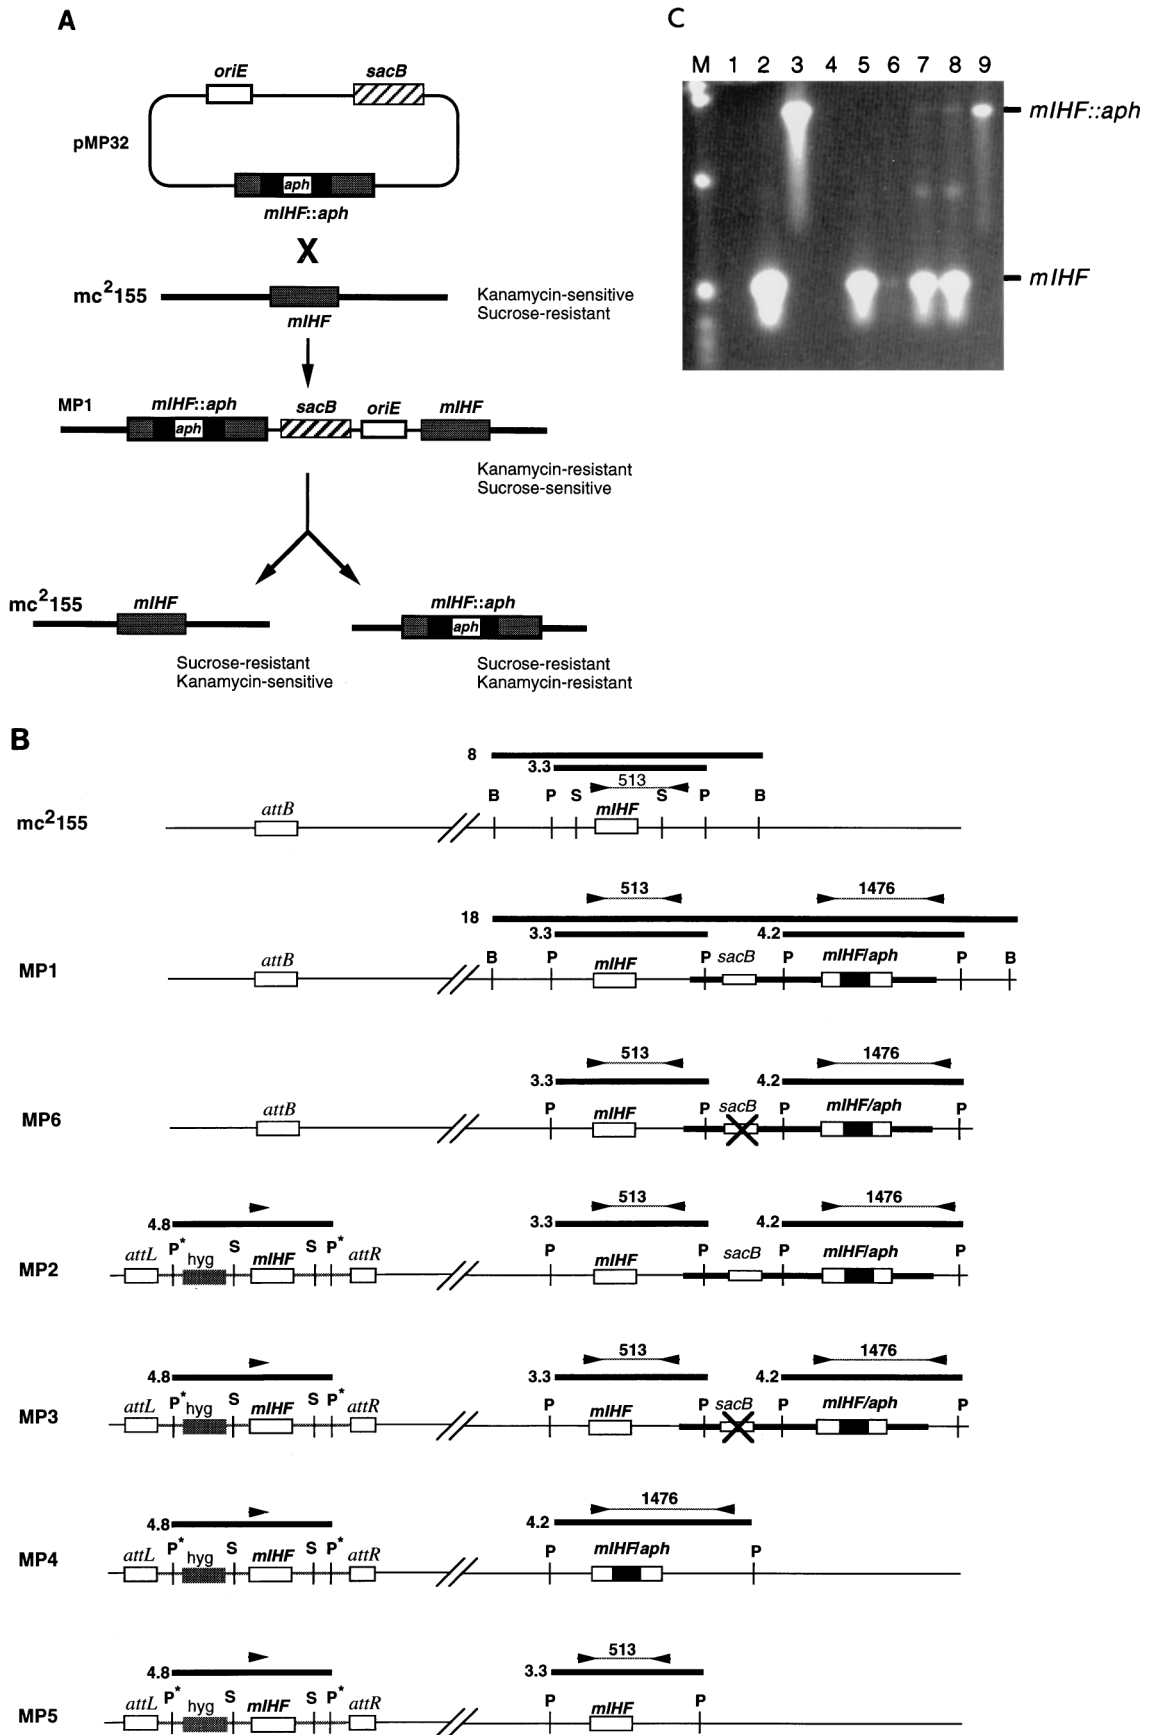 A
oriE sacB
pMP32
aph
mIHF::aph
X
mc2155
mIHF
Kanamycin-sensitive
Sucrose-resistant
MP1
mIHF::aph sacB oriE mIHF
aph
Kanamycin-resistant
Sucrose-sensitive
mc2155
mIHF
mIHF::aph
aph
Sucrose-resistant
Kanamycin-sensitive
Sucrose-resistant
Kanamycin-resistant
C
M 1 2 3 4 5 6 7 8 9
mIHF::aph
mIHF
B
8
3.3
513
B P S S P B
mc2155
attB
mIHF
513 1476
18
3.3 4.2
B P P sacB P mIHF/aph P B
MP1
attB
mIHF
513 1476
3.3 4.2
P P sacB P mIHF/aph P
MP6
attB
mIHF
513 1476
4.8 3.3 4.2
attL P* hyg S mIHF S P* attR P mIHF P sacB P mIHF/aph P
MP2
513 1476
4.8 3.3 4.2
attL P* hyg S mIHF S P* attR P mIHF P sacB P mIHF/aph P
MP3
1476
4.8 4.2
attL P* hyg S mIHF S P* attR P mIHF/aph P
MP4
513
4.8 3.3
attL P* hyg S mIHF S P* attR P mIHF P
MP5